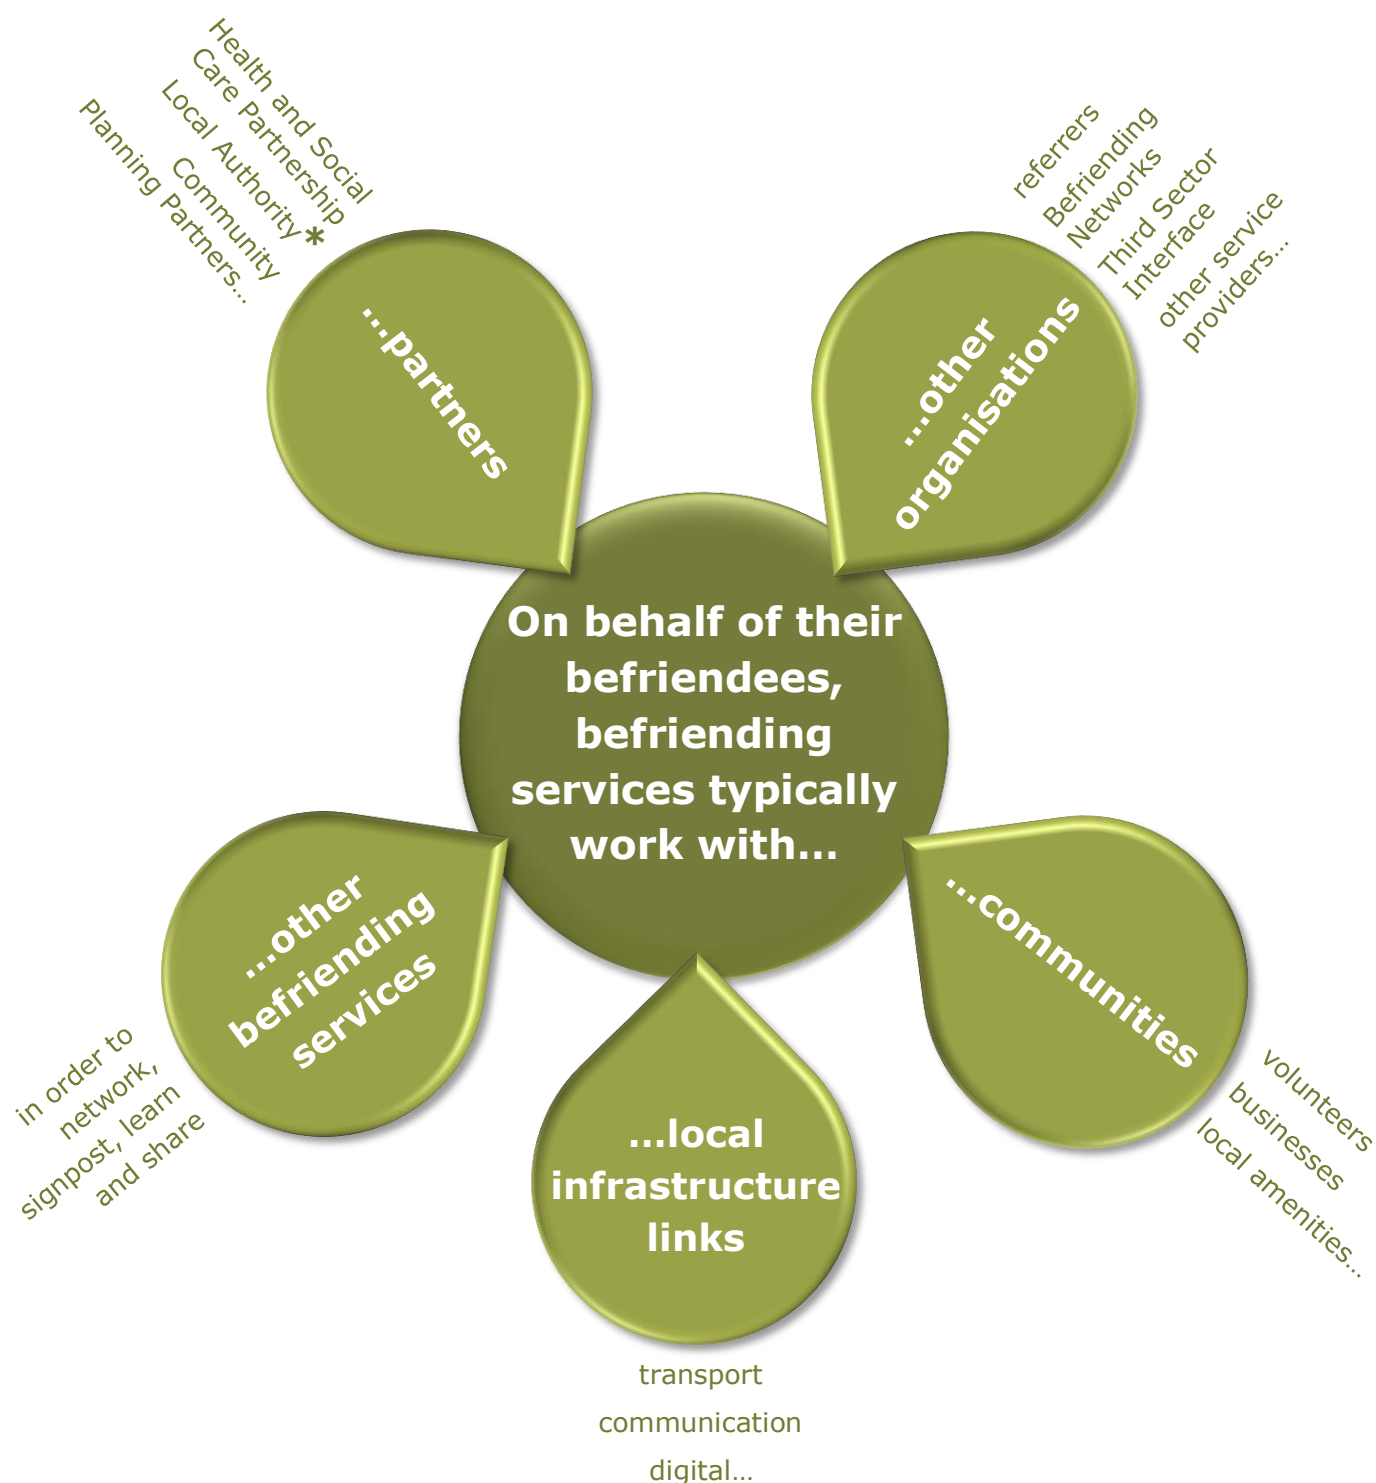 Health and Social
Care Partnership
Local Authority*
Community
Planning Partners...
...partners
referrers
Befriending
Networks
Third Sector
Interface
other service
providers...
...other
organisations
On behalf of their
befriendees,
befriending
services typically
work with...
...other
befriending
services
in order to
network,
signpost, learn
and share
...communities
volunteers
businesses
local amenities...
...local
infrastructure
links
transport
communication
digital...